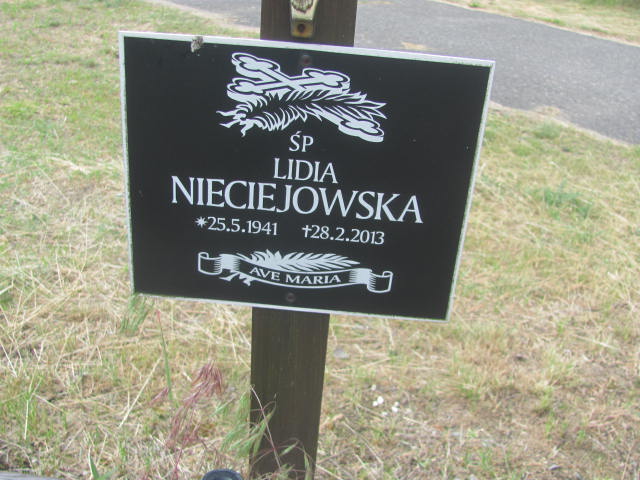 ŚP
LIDIA
NIECIEJOWSKA
*25.5.1941 †28.2.2013
AVE MARIA